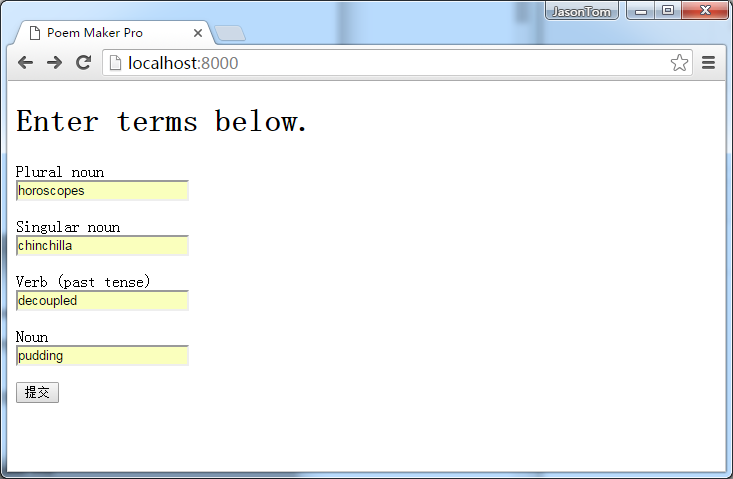 JasonTom
Poem Maker Pro
localhost:8000
Enter terms below.
Plural noun
horoscopes
Singular noun
chinchilla
Verb (past tense)
decoupled
Noun
pudding
提交